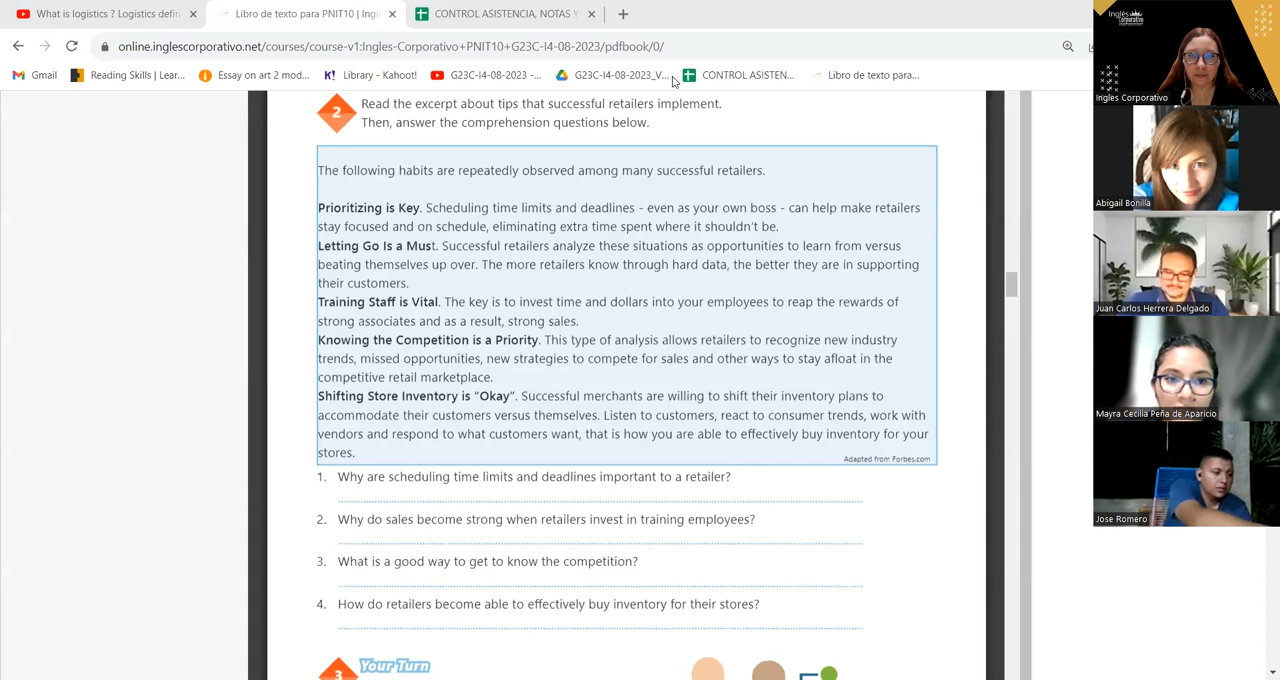 What is logistics ? Logistics defin
Libro de texto para PNIT10 | Ingl
CONTROL ASISTENCIA, NOTAS Y
online.inglescorporativo.net/courses/course-v1:Ingles-Corporativo+PNIT10+G23C-I4-08-2023/pdfbook/0/
Gmail
Reading Skills | Lear...
Essay on art 2 mod...
Library - Kahoot!
G23C-I4-08-2023 -...
G23C-I4-08-2023_V...
CONTROL ASISTEN...
Libro de texto para...
2
Read the excerpt about tips that successful retailers implement.
Then, answer the comprehension questions below.
The following habits are repeatedly observed among many successful retailers.
Prioritizing is Key. Scheduling time limits and deadlines - even as your own boss - can help make retailers
stay focused and on schedule, eliminating extra time spent where it shouldn't be.
Letting Go Is a Must. Successful retailers analyze these situations as opportunities to learn from versus
beating themselves up over. The more retailers know through hard data, the better they are in supporting
their customers.
Training Staff is Vital. The key is to invest time and dollars into your employees to reap the rewards of
strong associates and as a result, strong sales.
Knowing the Competition is a Priority. This type of analysis allows retailers to recognize new industry
trends, missed opportunities, new strategies to compete for sales and other ways to stay afloat in the
competitive retail marketplace.
Shifting Store Inventory is "Okay". Successful merchants are willing to shift their inventory plans to
accommodate their customers versus themselves. Listen to customers, react to consumer trends, work with
vendors and respond to what customers want, that is how you are able to effectively buy inventory for your
stores.
Adapted from Forbes.com
1. Why are scheduling time limits and deadlines important to a retailer?
2. Why do sales become strong when retailers invest in training employees?
3. What is a good way to get to know the competition?
4. How do retailers become able to effectively buy inventory for their stores?
3
Your Turn
Inglés
Corporativo
Ingles Corporativo
Abigail Bonilla
Juan Carlos Herrera Delgado
Mayra Cecilia Peña de Aparicio
Jose Romero